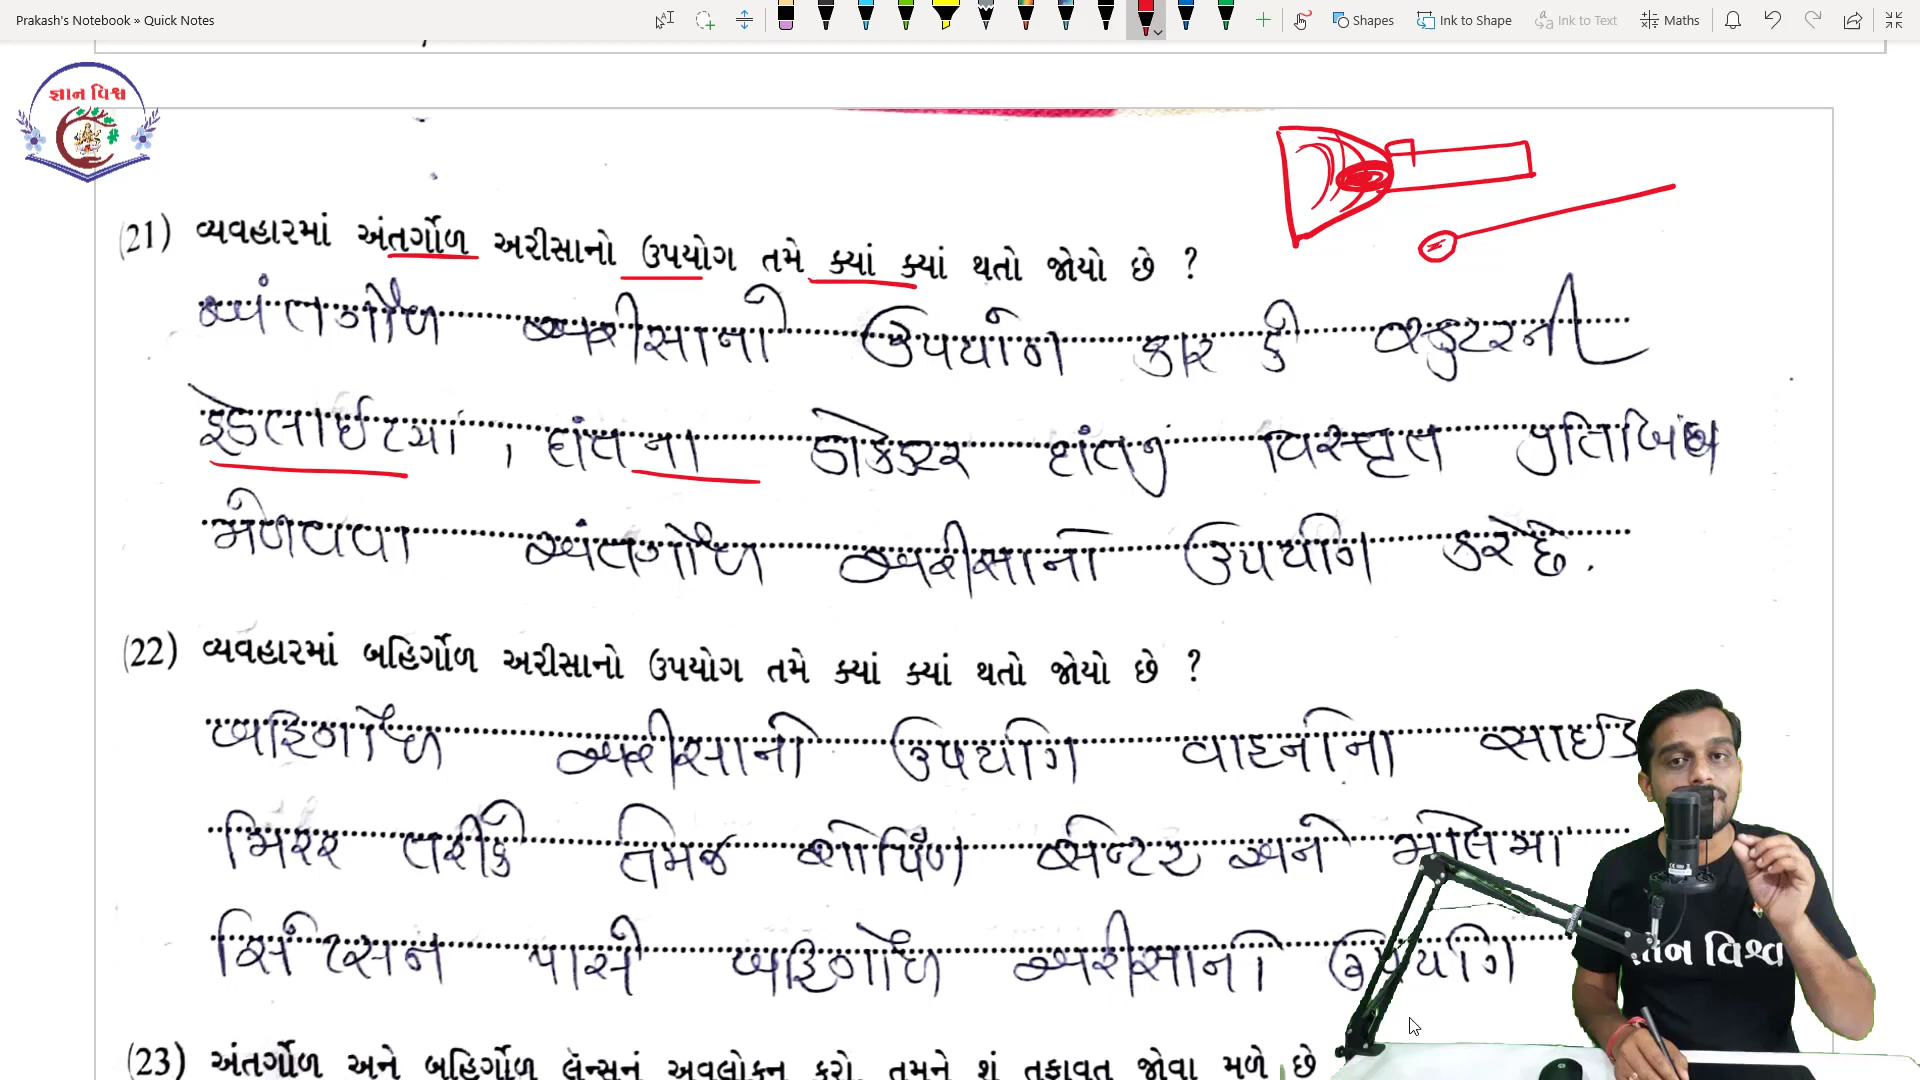 Prakash's Notebook » Quick Notes
Shapes
Ink to Shape
Ink to Text
Maths
જ્ઞાન વિશ્વ
(21) વ્યવહારમાં અંતર્ગોળ અરીસાનો ઉપયોગ તમે ક્યાં ક્યાં થતો જોયો છે ?
અંતર્ગોળ અરીસાનો ઉપયોગ કાર કે સ્કુટરની
હેડલાઈટમાં , દાંતના ડોકટર દાંતનું વિસ્તૃત પ્રતિબિંબ
મેળવવા અંતર્ગોળ અરીસાનો ઉપયોગ કરે છે.
(22) વ્યવહારમાં બહિર્ગોળ અરીસાનો ઉપયોગ તમે ક્યાં ક્યાં થતો જોયો છે ?
બહિર્ગોળ અરીસાનો ઉપયોગ વાહનોના સાઈડ
મિરર તરીકે તેમજ શોપિંગ સેન્ટર અને મોલમાં
પાસે બહિર્ગોળ અરીસાનો ઉપયોગ
(23) અંતર્ગોળ અને બહિર્ગોળ લેન્સનું અવલોકન કરો. તમને શું તફાવત જોવા મળે છે
જ્ઞાન વિશ્વ